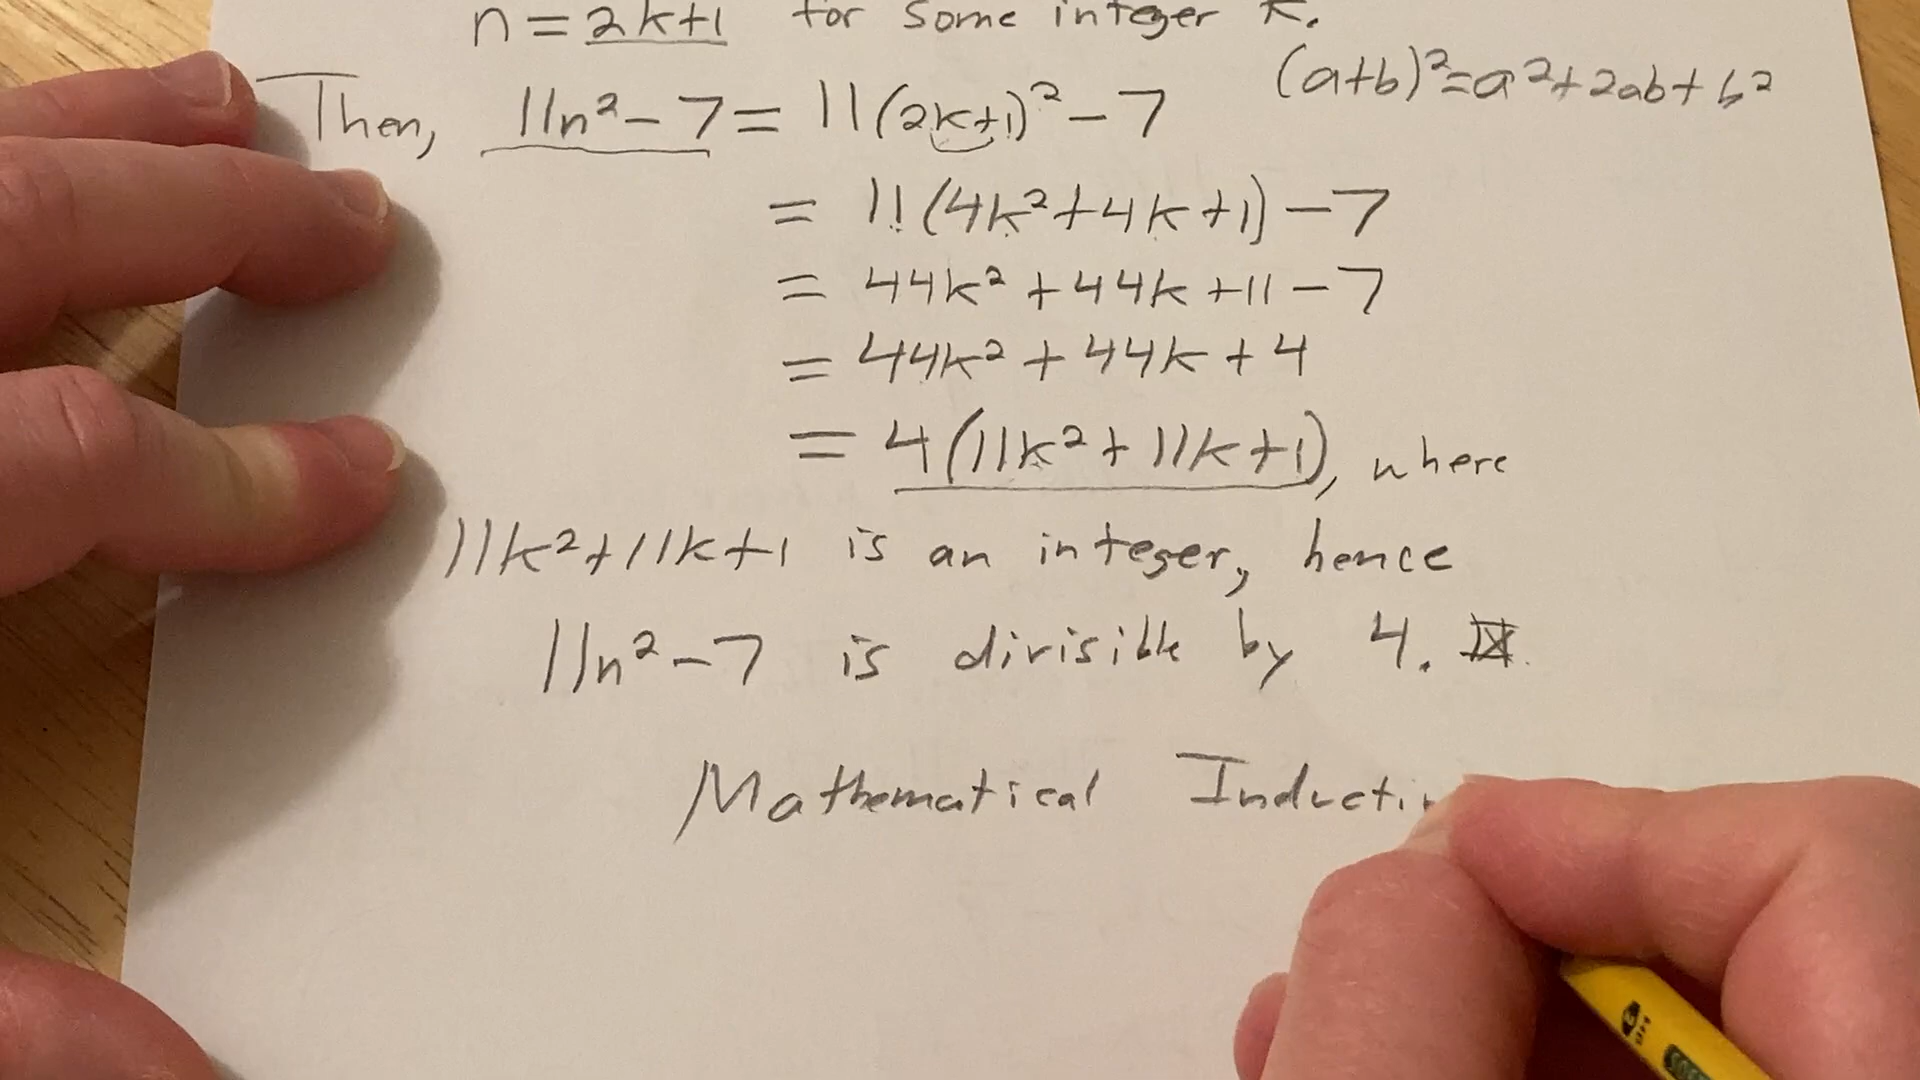 n = 2k+1 for some integer k.
(a+b)²=a²+2ab+b²
Then, 11n²-7 = 11(2k+1)²-7
= 11(4k²+4k+1)-7
= 44k²+44k+11-7
= 44k²+44k+4
= 4(11k²+11k+1), where
11k²+11k+1 is an integer, hence
11n²-7 is divisible by 4.
Mathematical Inducti